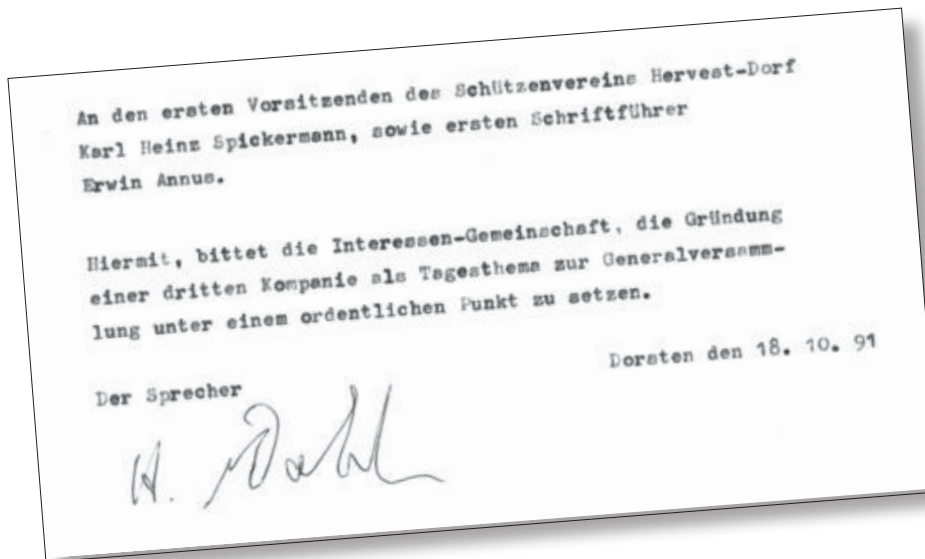 An den ersten Vorsitzenden des Schützenvereins Hervest-Dorf
Karl Heinz Spickermann, sowie ersten Schriftführer
Erwin Annus.
Hiermit, bittet die Interessen-Gemeinschaft, die Gründung
einer dritten Kompanie als Tagesthema zur Generalversamm-
lung unter einem ordentlichen Punkt zu setzen.
Dorsten den 18. 10. 91
Der Sprecher
H.